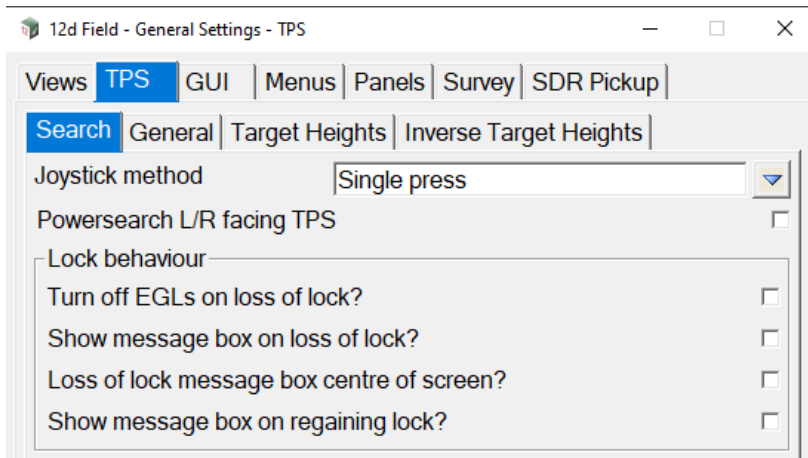 12d Field - General Settings - TPS
Views TPS GUI Menus Panels Survey SDR Pickup
Search General Target Heights Inverse Target Heights
Joystick method Single press
Powersearch L/R facing TPS
Lock behaviour
Turn off EGLs on loss of lock?
Show message box on loss of lock?
Loss of lock message box centre of screen?
Show message box on regaining lock?